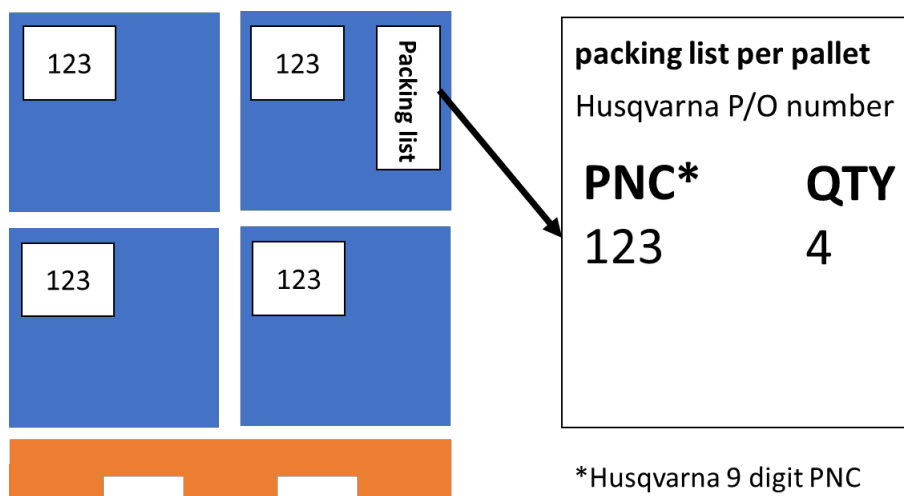 123
123
Packing list
123
123
packing list per pallet
Husqvarna P/O number
PNC* QTY
123 4
*Husqvarna 9 digit PNC